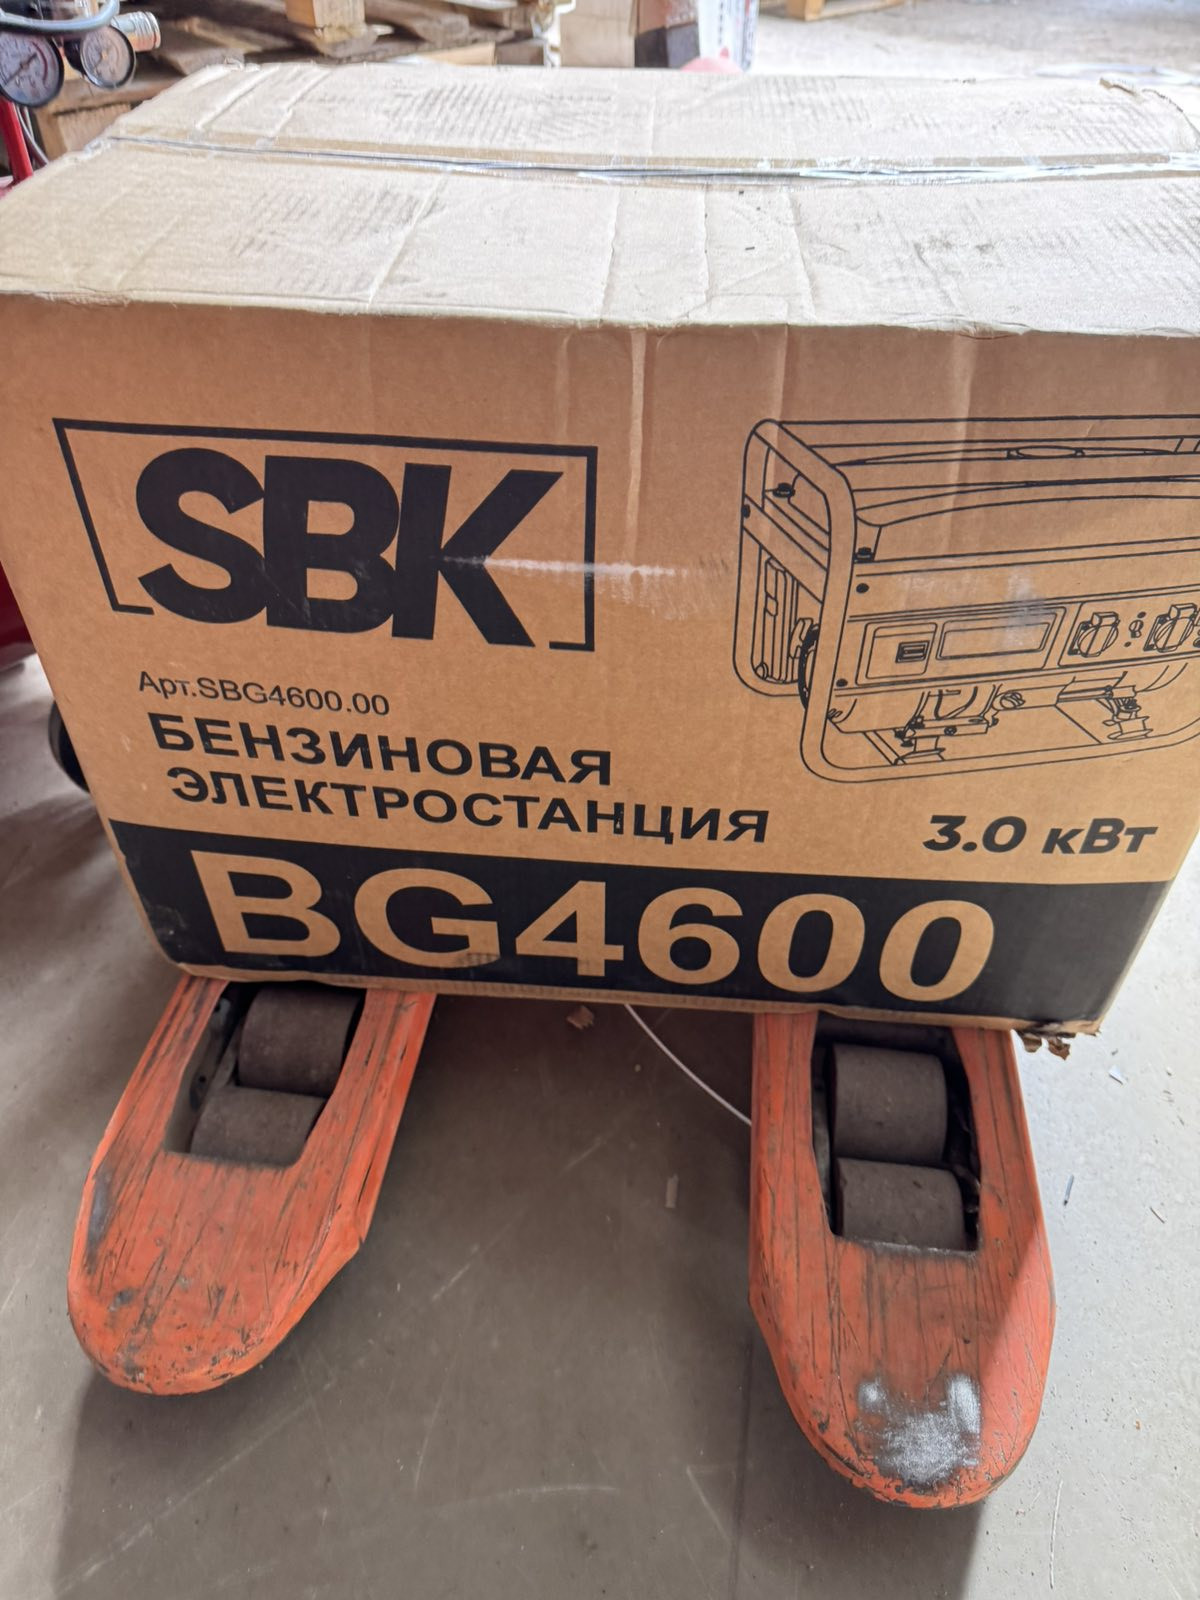 SBK
Арт.SBG4600.00
БЕНЗИНОВАЯ
ЭЛЕКТРОСТАНЦИЯ
3.0 кВт
BG4600